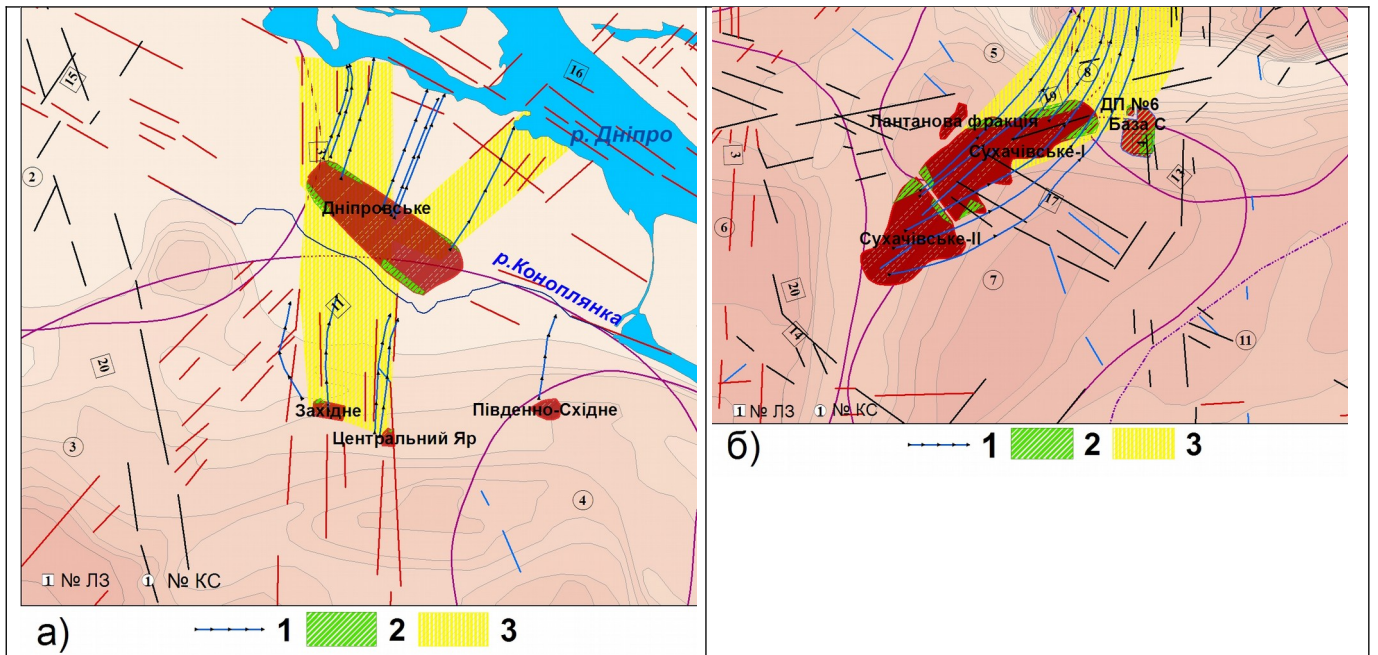 15
16
р. Дніпро
2
11
Дніпровське
р.Коноплянка
11
20
Західне
Південно-Східне
Центральний Яр
3
4
1 № ЛЗ 1 № КС
а) 1 2 3
5
8
19
ДП №6
База С
Лантанова фракція
Сухачівське-I
3
13
17
6
Сухачівське-II
7
20
14
11
1 № ЛЗ 1 № КС
б) 1 2 3